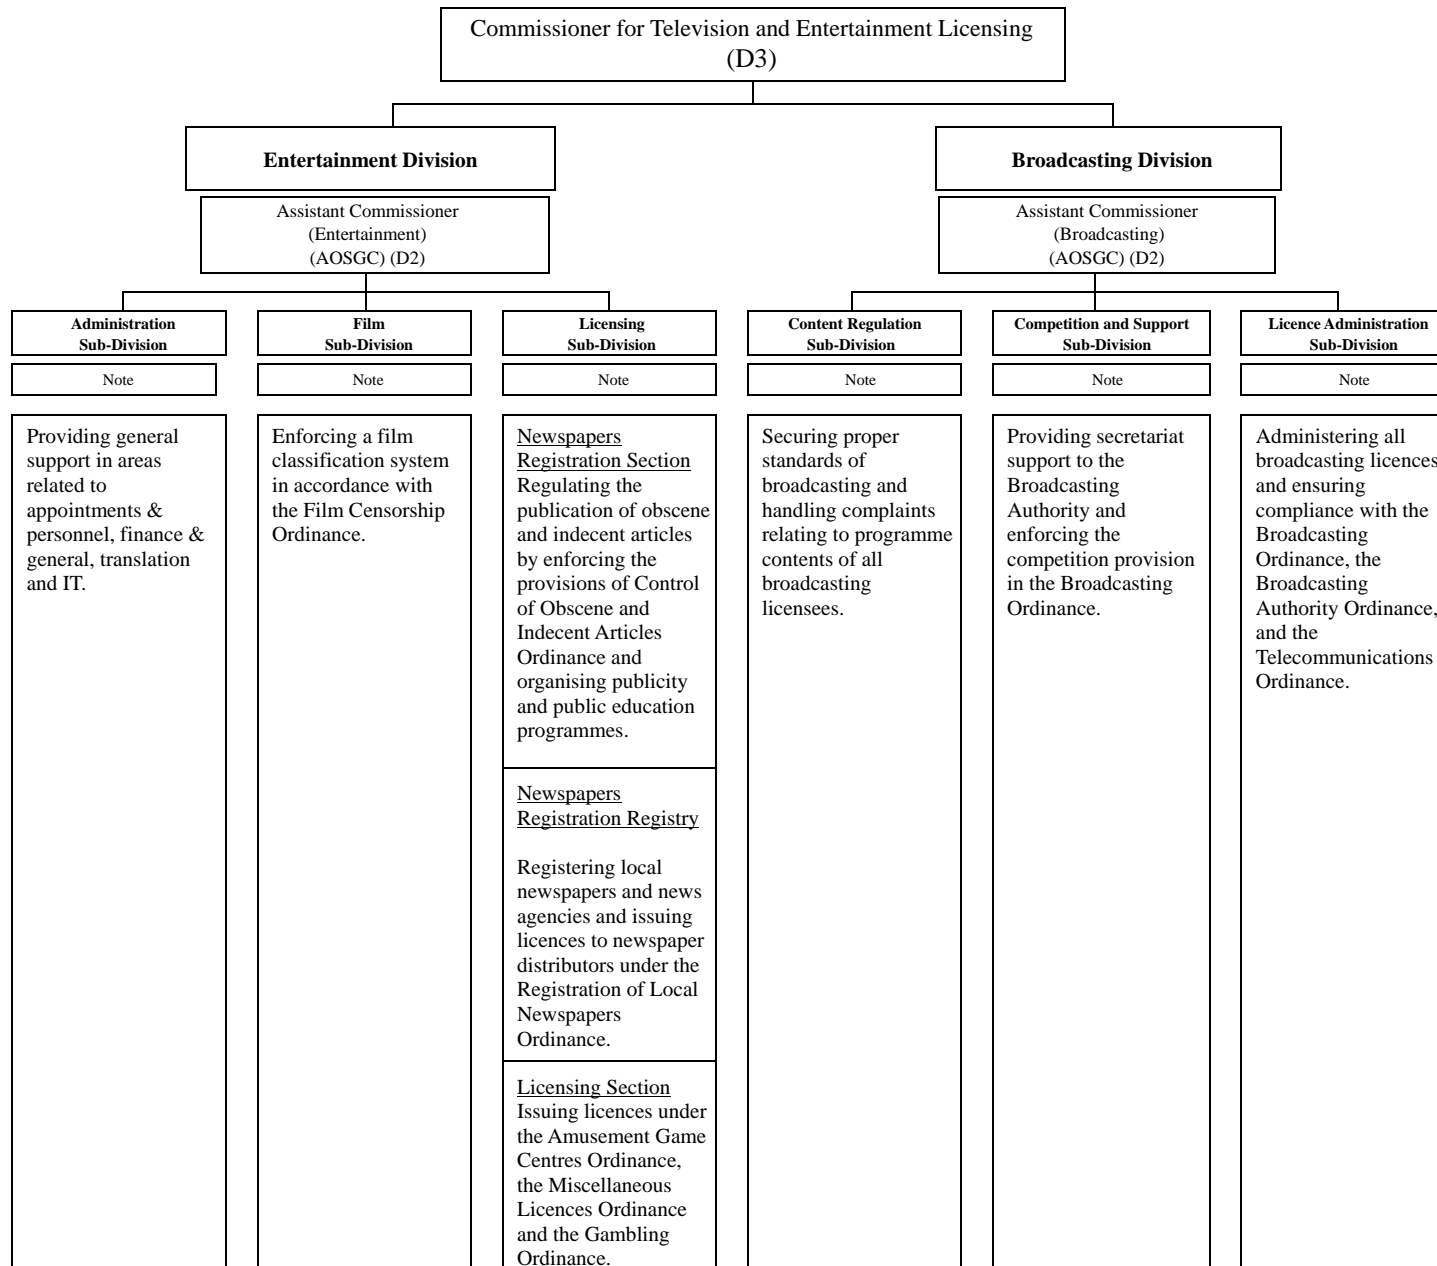 Commissioner for Television and Entertainment Licensing
(D3)
Entertainment Division
Assistant Commissioner
(Entertainment)
(AOSGC) (D2)
Broadcasting Division
Assistant Commissioner
(Broadcasting)
(AOSGC) (D2)
Administration
Sub-Division
Note
Providing general
support in areas
related to
appointments &
personnel, finance &
general, translation
and IT.
Film
Sub-Division
Note
Enforcing a film
classification system
in accordance with
the Film Censorship
Ordinance.
Licensing
Sub-Division
Note
Newspapers
Registration Section
Regulating the
publication of obscene
and indecent articles
by enforcing the
provisions of Control
of Obscene and
Indecent Articles
Ordinance and
organising publicity
and public education
programmes.
Newspapers
Registration Registry
Registering local
newspapers and news
agencies and issuing
licences to newspaper
distributors under the
Registration of Local
Newspapers
Ordinance.
Licensing Section
Issuing licences under
the Amusement Game
Centres Ordinance,
the Miscellaneous
Licences Ordinance
and the Gambling
Ordinance.
Content Regulation
Sub-Division
Note
Securing proper
standards of
broadcasting and
handling complaints
relating to programme
contents of all
broadcasting
licensees.
Competition and Support
Sub-Division
Note
Providing secretariat
support to the
Broadcasting
Authority and
enforcing the
competition provision
in the Broadcasting
Ordinance.
Licence Administration
Sub-Division
Note
Administering all
broadcasting licences
and ensuring
compliance with the
Broadcasting
Ordinance, the
Broadcasting
Authority Ordinance,
and the
Telecommunications
Ordinance.